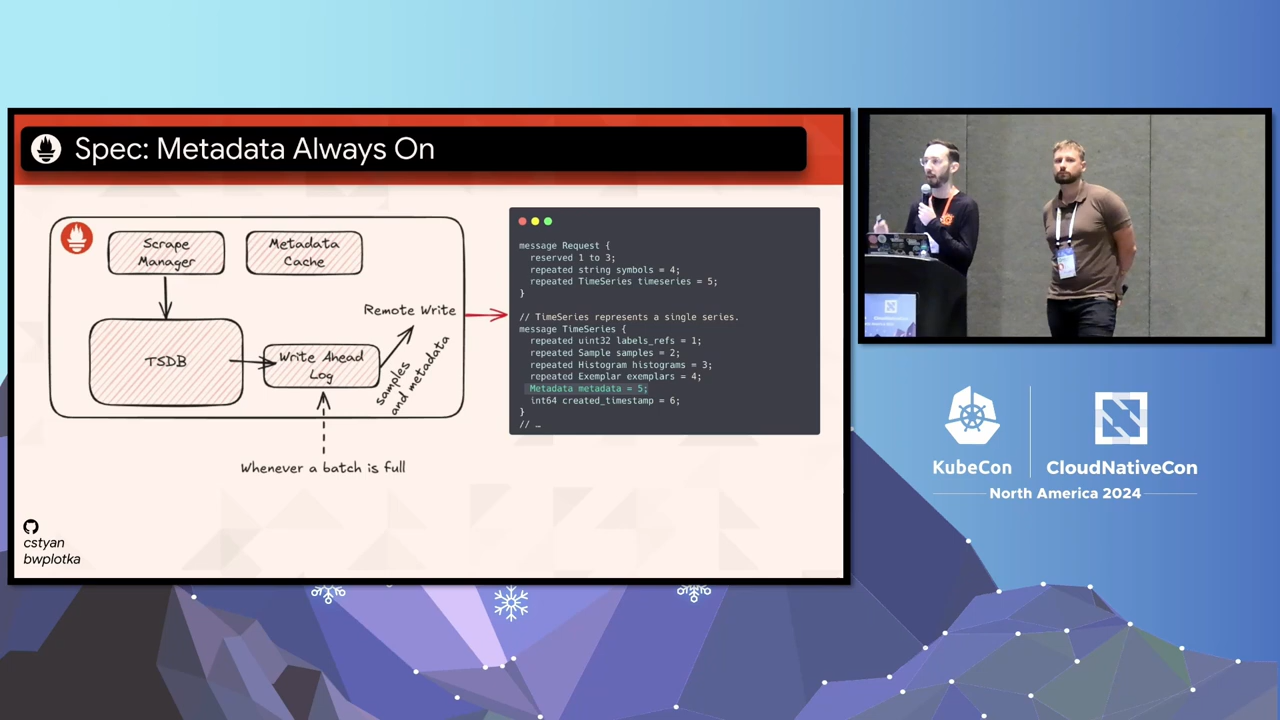 Spec: Metadata Always On
Scrape
Manager
Metadata
Cache
Remote Write
TSDB
Write Ahead
Log
samples
and metadata
Whenever a batch is full
message Request {
reserved 1 to 3;
repeated string symbols = 4;
repeated TimeSeries timeseries = 5;
}
// TimeSeries represents a single series.
message TimeSeries {
repeated uint32 labels_refs = 1;
repeated Sample samples = 2;
repeated Histogram histograms = 3;
repeated Exemplar exemplars = 4;
Metadata metadata = 5;
int64 created_timestamp = 6;
}
// …
cstyan
bwplotka
KubeCon
CloudNativeCon
North America 2024